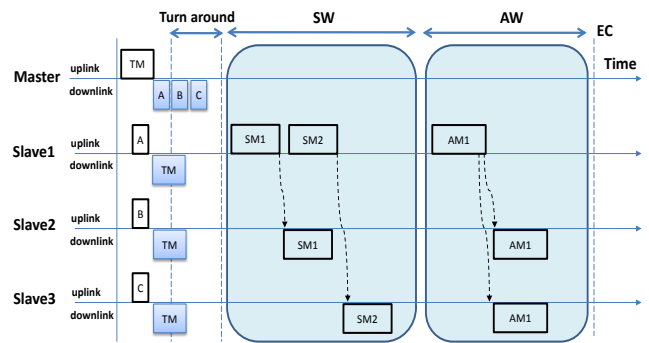 Turn around SW AW
EC
Time
TM
Master uplink
downlink
A B C
A SM1 SM2 AM1
Slave1 uplink
downlink
TM
B
Slave2 uplink
downlink
TM SM1 AM1
C
Slave3 uplink
downlink
TM SM2 AM1